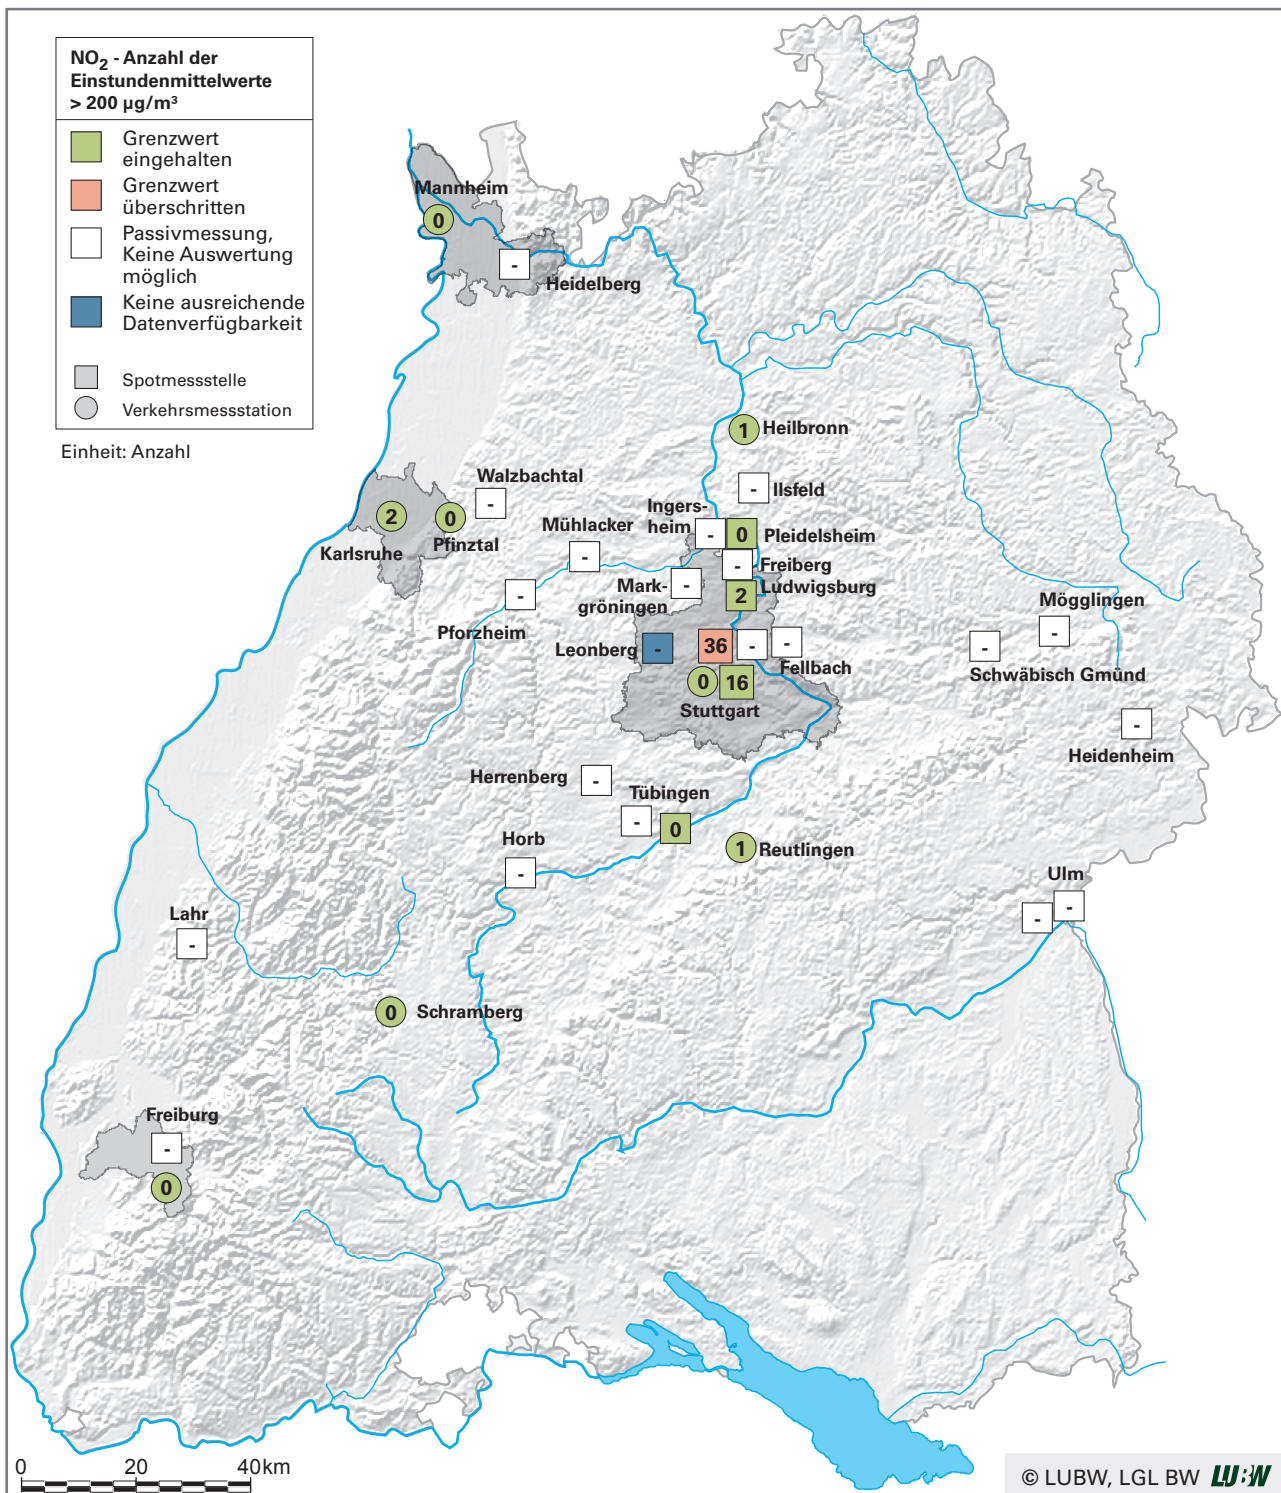 NO₂ - Anzahl der
Einstundenmittelwerte
> 200 µg/m³
Grenzwert
eingehalten
Grenzwert
überschritten
Passivmessung,
Keine Auswertung
möglich
Keine ausreichende
Datenverfügbarkeit
Spotmessstelle
Verkehrsmessstation
Einheit: Anzahl
Mannheim
0
-
Heidelberg
1 Heilbronn
Walzbachtal
-
- Ilsfeld
2
0
Karlsruhe
Pfinztal
Ingers-
heim
-
0
Pleidelsheim
Mühlacker
-
- Freiberg
Mark-
gröningen
-
2
Ludwigsburg
-
Pforzheim
Mögglingen
-
Leonberg -
36
-
-
Fellbach
-
Schwäbisch Gmünd
0
16
Stuttgart
-
Heidenheim
Herrenberg -
Tübingen
-
0
1 Reutlingen
Horb
-
Ulm
-
-
Lahr
-
0 Schramberg
Freiburg
-
0
0 20 40km
© LUBW, LGL BW LUBW